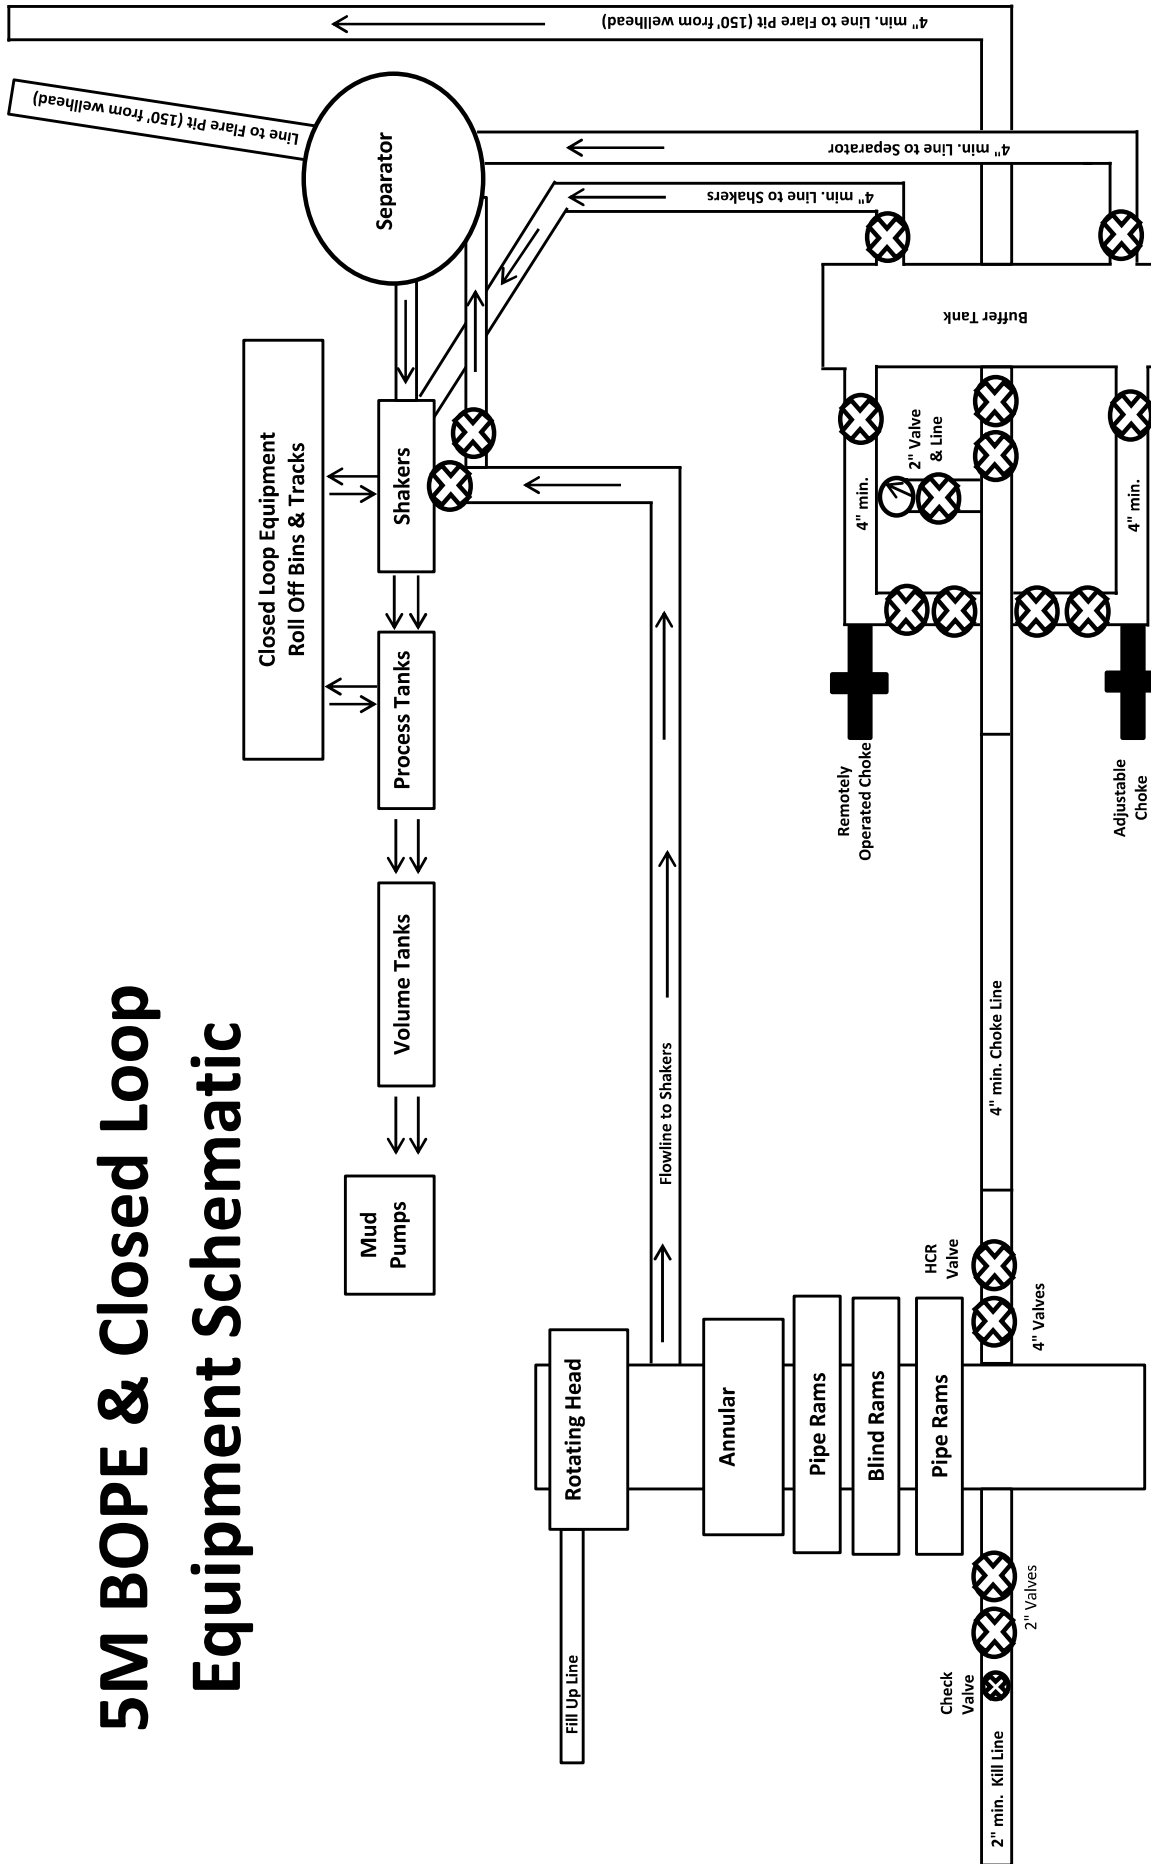 5M BOPE & Closed Loop
Equipment Schematic
Closed Loop Equipment
Roll Off Bins & Tracks
Mud
Pumps
Volume Tanks
Process Tanks
Shakers
Separator
Line to Flare Pit (150' from wellhead)
4" min. Line to Flare Pit (150' from wellhead)
4" min. Line to Separator
4" min. Line to Shakers
Fill Up Line
Rotating Head
Flowline to Shakers
Annular
Pipe Rams
Blind Rams
Pipe Rams
Remotely
Operated Choke
4" min.
2" Valve
& Line
Buffer Tank
2" min. Kill Line
Check
Valve
2" Valves
HCR
Valve
4" Valves
4" min. Choke Line
Adjustable
Choke
4" min.